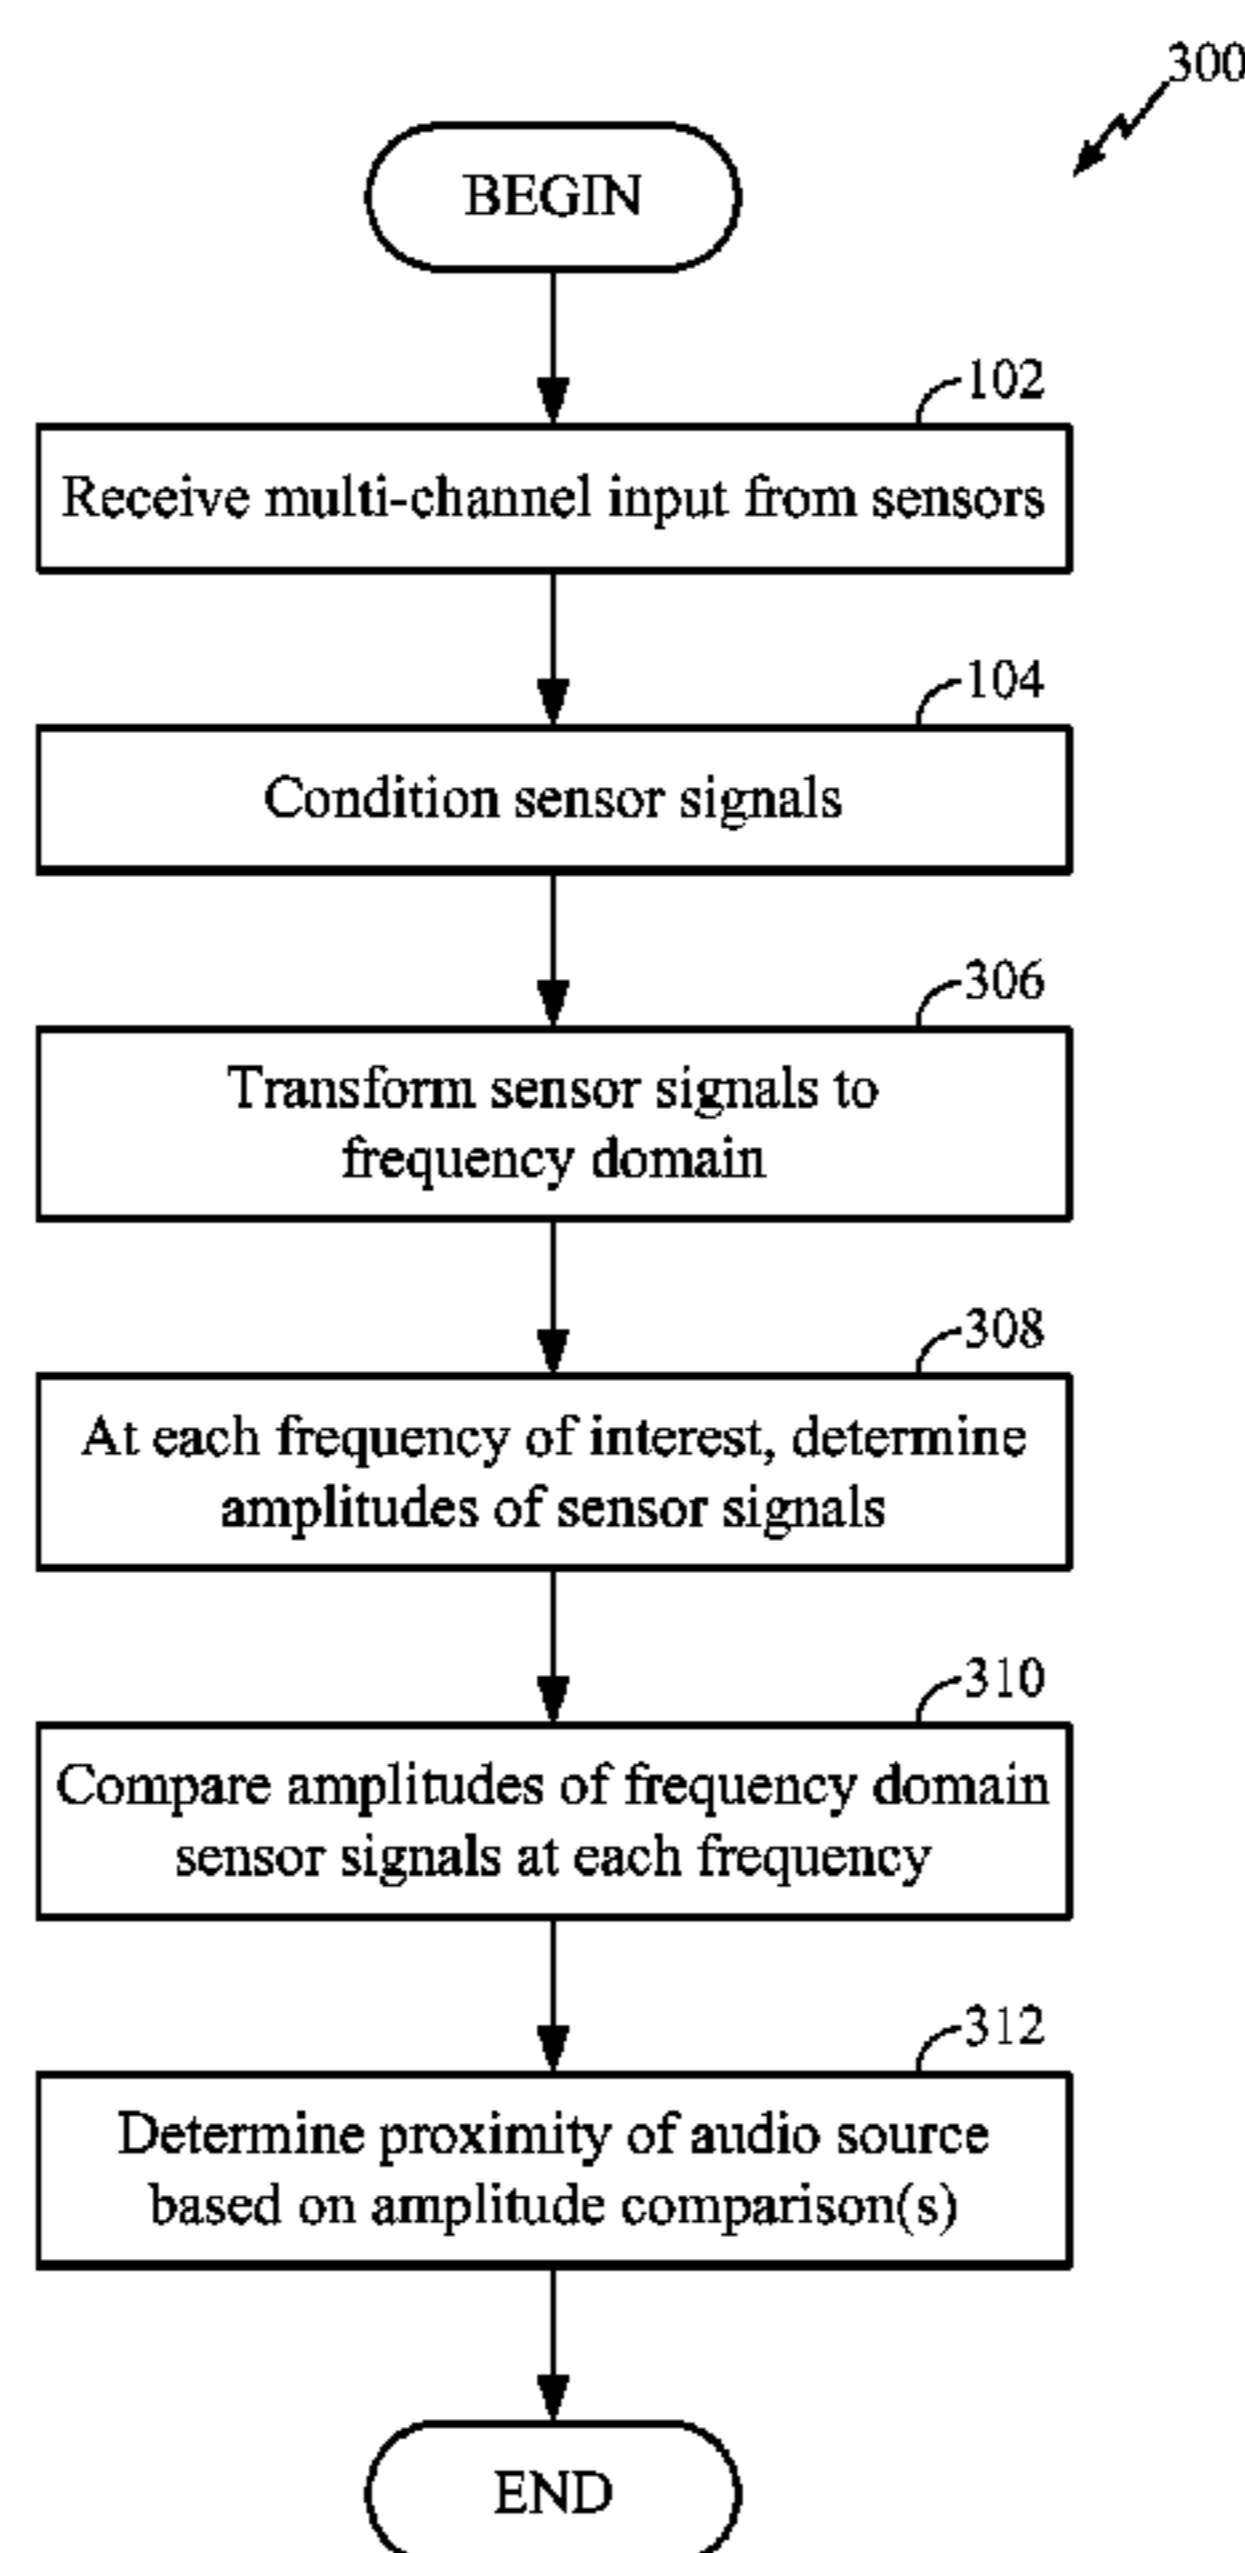 300
BEGIN
102
Receive multi-channel input from sensors
104
Condition sensor signals
306
Transform sensor signals to
frequency domain
308
At each frequency of interest, determine
amplitudes of sensor signals
310
Compare amplitudes of frequency domain
sensor signals at each frequency
312
Determine proximity of audio source
based on amplitude comparison(s)
END